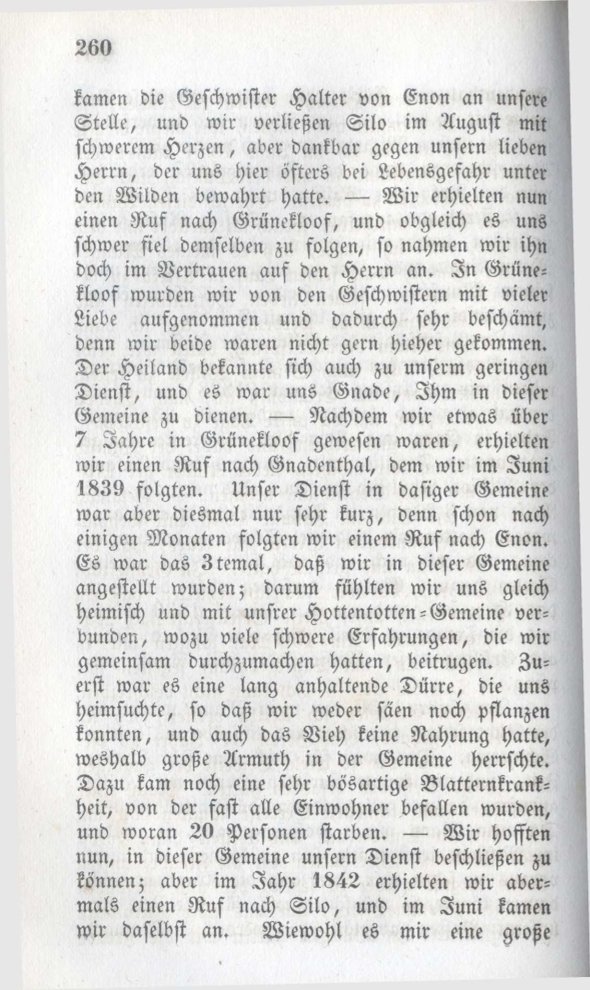 260
kamen die Geschwister Halter von Enon an unsere
Stelle, und wir verließen Silo im August mit
schwerem Herzen, aber dankbar gegen unsern lieben
Herrn, der uns hier öfters bei Lebensgefahr unter
den Wilden bewahrt hatte. — Wir erhielten nun
einen Ruf nach Grünekloof, und obgleich es uns
schwer fiel demselben zu folgen, so nahmen wir ihn
doch im Vertrauen auf den Herrn an. In Grüne-
kloof wurden wir von den Geschwistern mit vieler
Liebe aufgenommen und dadurch sehr beschämt,
denn wir beide waren nicht gern hieher gekommen.
Der Heiland bekannte sich auch zu unserm geringen
Dienst, und es war uns Gnade, Ihm in dieser
Gemeine zu dienen. — Nachdem wir etwas über
7 Jahre in Grünekloof gewesen waren, erhielten
wir einen Ruf nach Gnadenthal, dem wir im Juni
1839 folgten. Unser Dienst in dasiger Gemeine
war aber diesmal nur sehr kurz, denn schon nach
einigen Monaten folgten wir einem Ruf nach Enon.
Es war das 3temal, daß wir in dieser Gemeine
angestellt wurden; darum fühlten wir uns gleich
heimisch und mit unsrer Hottentotten-Gemeine ver-
bunden, wozu viele schwere Erfahrungen, die wir
gemeinsam durchzumachen hatten, beitrugen. Zu-
erst war es eine lang anhaltende Dürre, die uns
heimsuchte, so daß wir weder säen noch pflanzen
konnten, und auch das Vieh keine Nahrung hatte,
weshalb große Armuth in der Gemeine herrschte.
Dazu kam noch eine sehr bösartige Blatternkrank-
heit, von der fast alle Einwohner befallen wurden,
und woran 20 Personen starben. — Wir hofften
nun, in dieser Gemeine unsern Dienst beschließen zu
können; aber im Jahr 1842 erhielten wir aber-
mals einen Ruf nach Silo, und im Juni kamen
wir daselbst an. Wiewohl es mir eine große